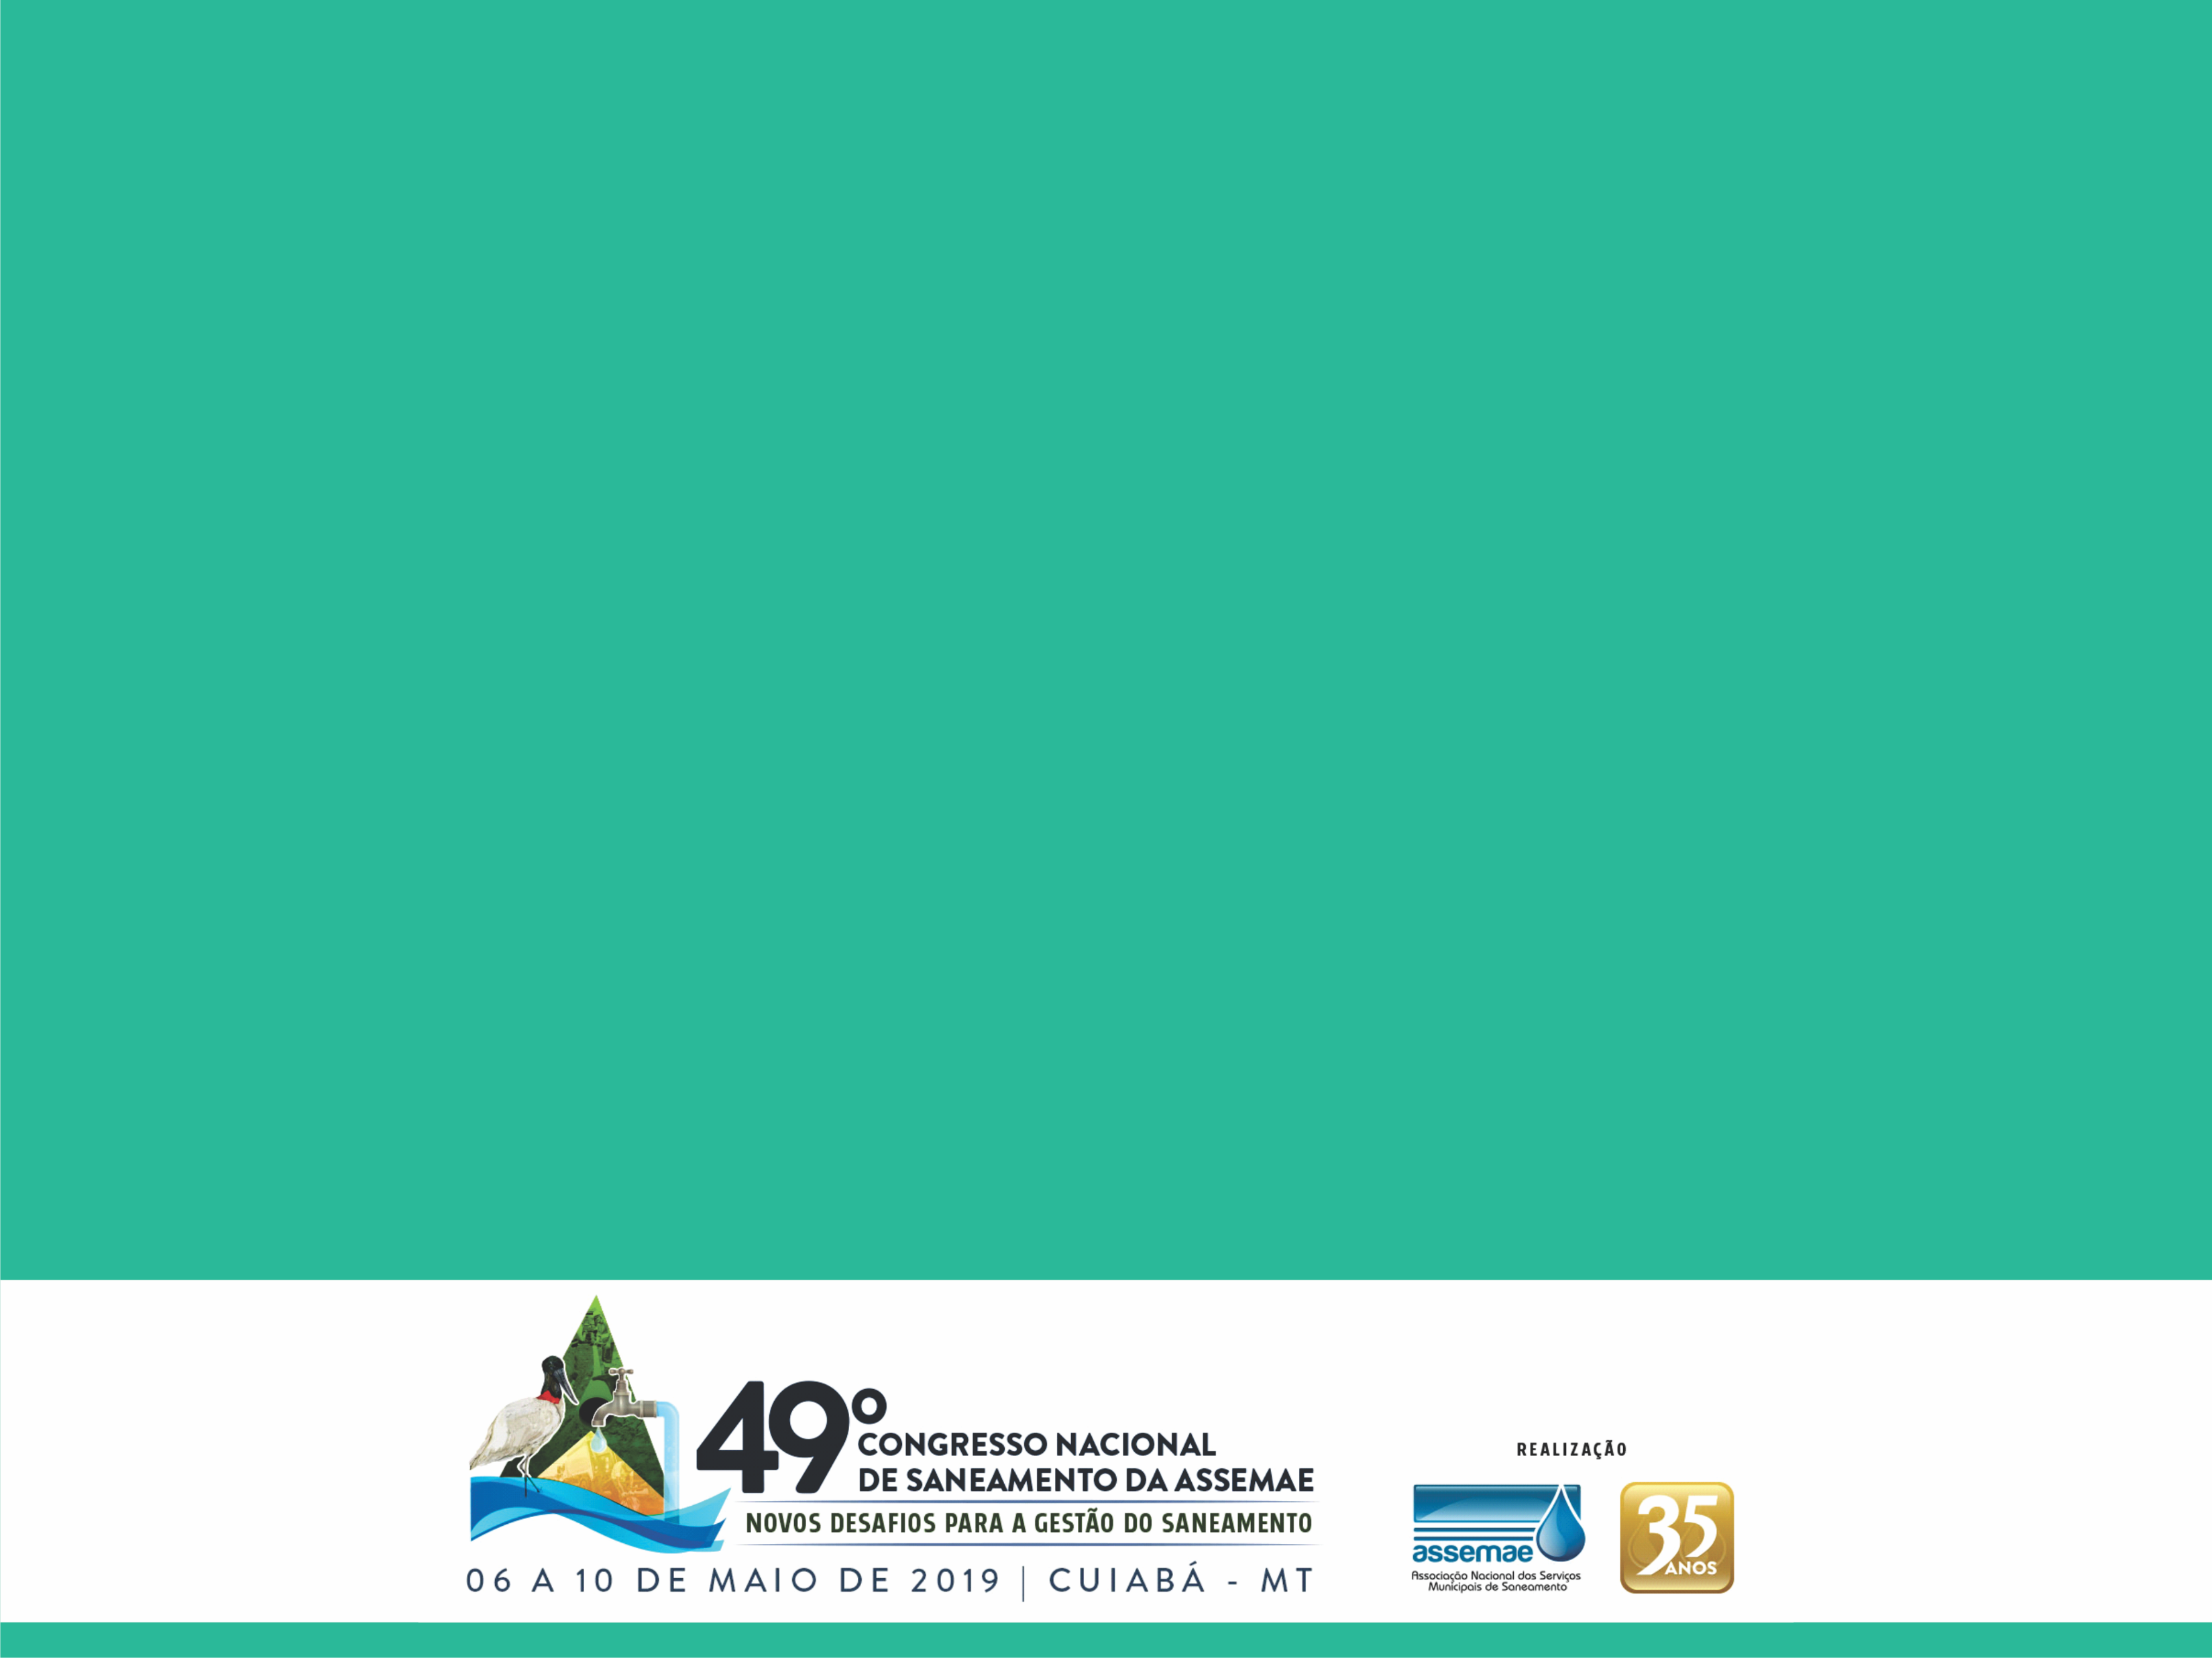 49º
CONGRESSO NACIONAL
DE SANEAMENTO DA ASSEMAE
NOVOS DESAFIOS PARA A GESTÃO DO SANEAMENTO
06 A 10 DE MAIO DE 2019 | CUIABÁ - MT
REALIZAÇÃO
assemae
Associação Nacional dos Serviços
Municipais de Saneamento
35
ANOS